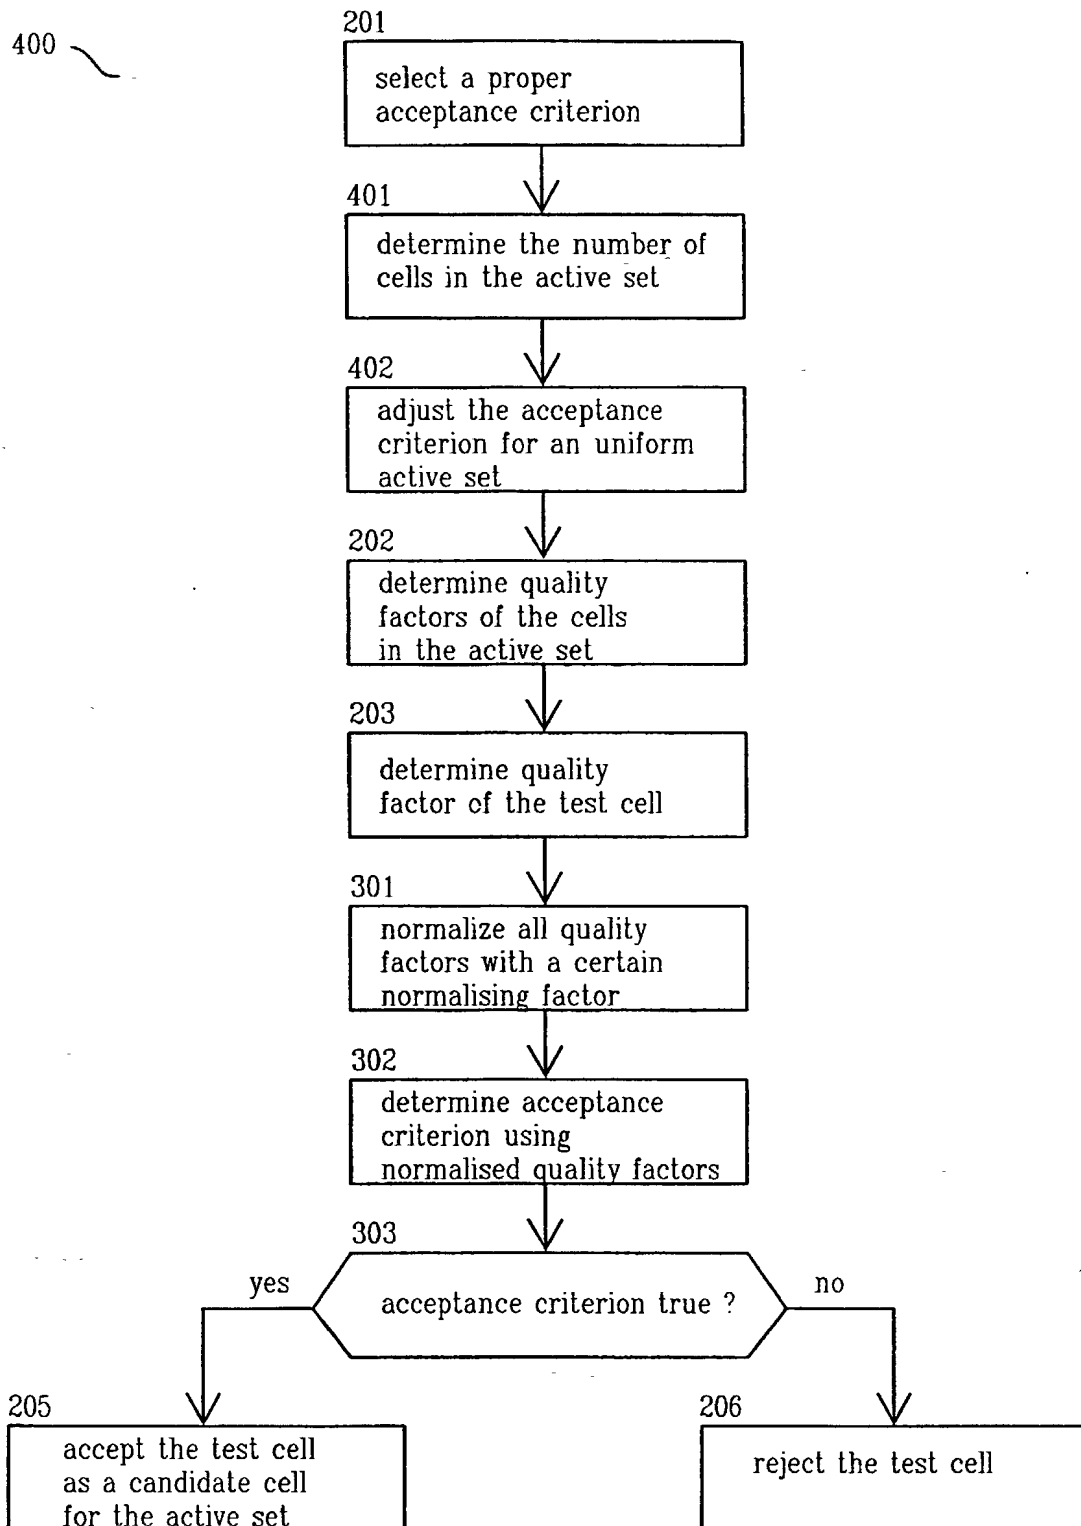 400
201
select a proper
acceptance criterion
401
determine the number of
cells in the active set
402
adjust the acceptance
criterion for an uniform
active set
202
determine quality
factors of the cells
in the active set
203
determine quality
factor of the test cell
301
normalize all quality
factors with a certain
normalising factor
302
determine acceptance
criterion using
normalised quality factors
303
yes
acceptance criterion true ?
no
205
accept the test cell
as a candidate cell
for the active set
206
reject the test cell